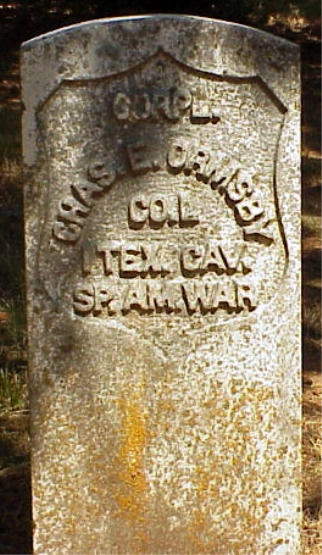 CORPL.
CHAS. E. ORMSBY
CO. L
1 TEX. CAV.
SP. AM. WAR